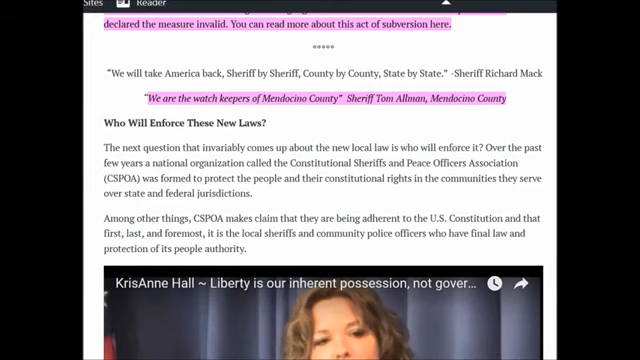 Sites Reader
declared the measure invalid. You can read more about this act of subversion here.
*****
“We will take America back, Sheriff by Sheriff, County by County, State by State.” -Sheriff Richard Mack
“We are the watch keepers of Mendocino County” Sheriff Tom Allman, Mendocino County
Who Will Enforce These New Laws?
The next question that invariably comes up about the new local law is who will enforce it? Over the past
few years a national organization called the Constitutional Sheriffs and Peace Officers Association
(CSPOA) was formed to protect the people and their constitutional rights in the communities they serve
over state and federal jurisdictions.
Among other things, CSPOA makes claim that they are being adherent to the U.S. Constitution and that
first, last, and foremost, it is the local sheriffs and community police officers who have final law and
protection of its people authority.
KrisAnne Hall ~ Liberty is our inherent possession, not gover...